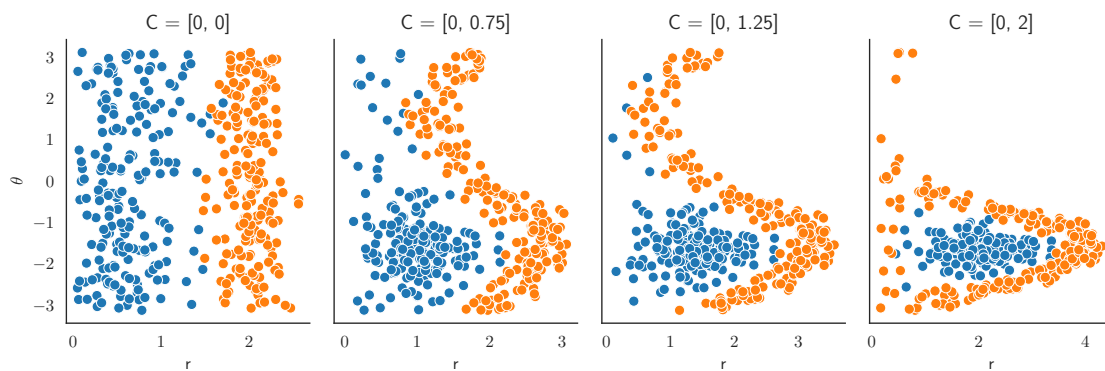 C = [0, 0] C = [0, 0.75] C = [0, 1.25] C = [0, 2]
3
2
1
0
−1
−2
−3
θ
0 1 2 0 1 2 3 0 1 2 3 0 2 4
r r r r